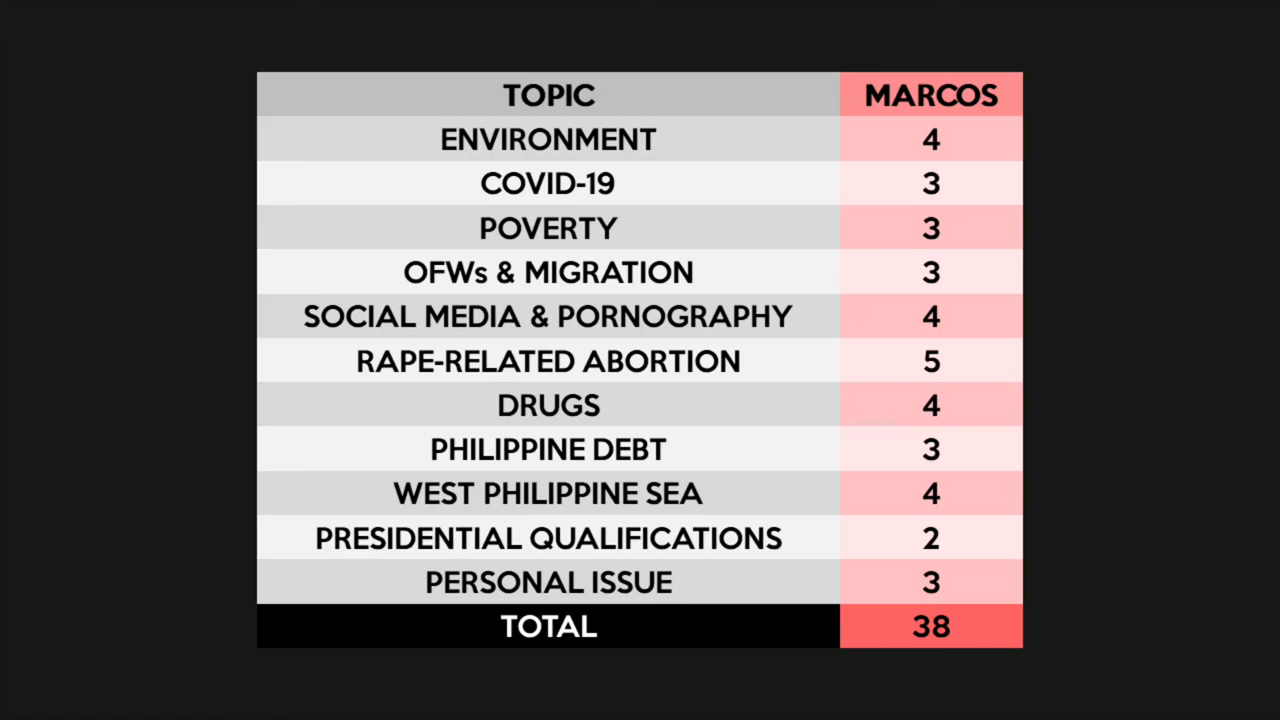 TOPIC MARCOS
ENVIRONMENT 4
COVID-19 3
POVERTY 3
OFWs & MIGRATION 3
SOCIAL MEDIA & PORNOGRAPHY 4
RAPE-RELATED ABORTION 5
DRUGS 4
PHILIPPINE DEBT 3
WEST PHILIPPINE SEA 4
PRESIDENTIAL QUALIFICATIONS 2
PERSONAL ISSUE 3
TOTAL 38